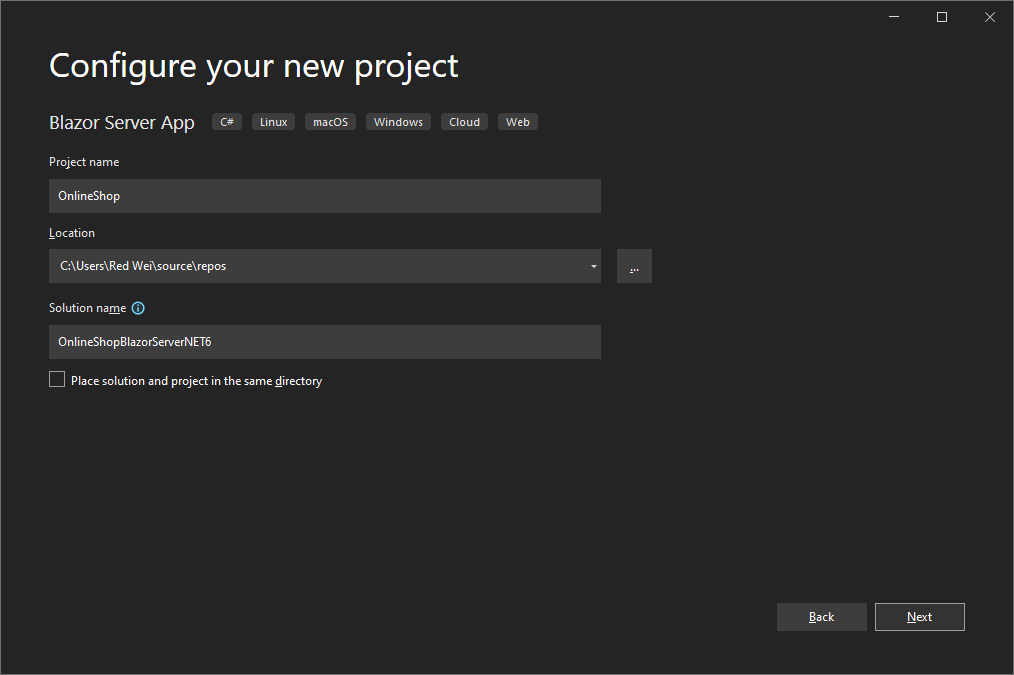 Configure your new project
Blazor Server App C# Linux macOS Windows Cloud Web
Project name
OnlineShop
Location
C:\Users\Red Wei\source\repos
...
Solution name
OnlineShopBlazorServerNET6
Place solution and project in the same directory
Back Next